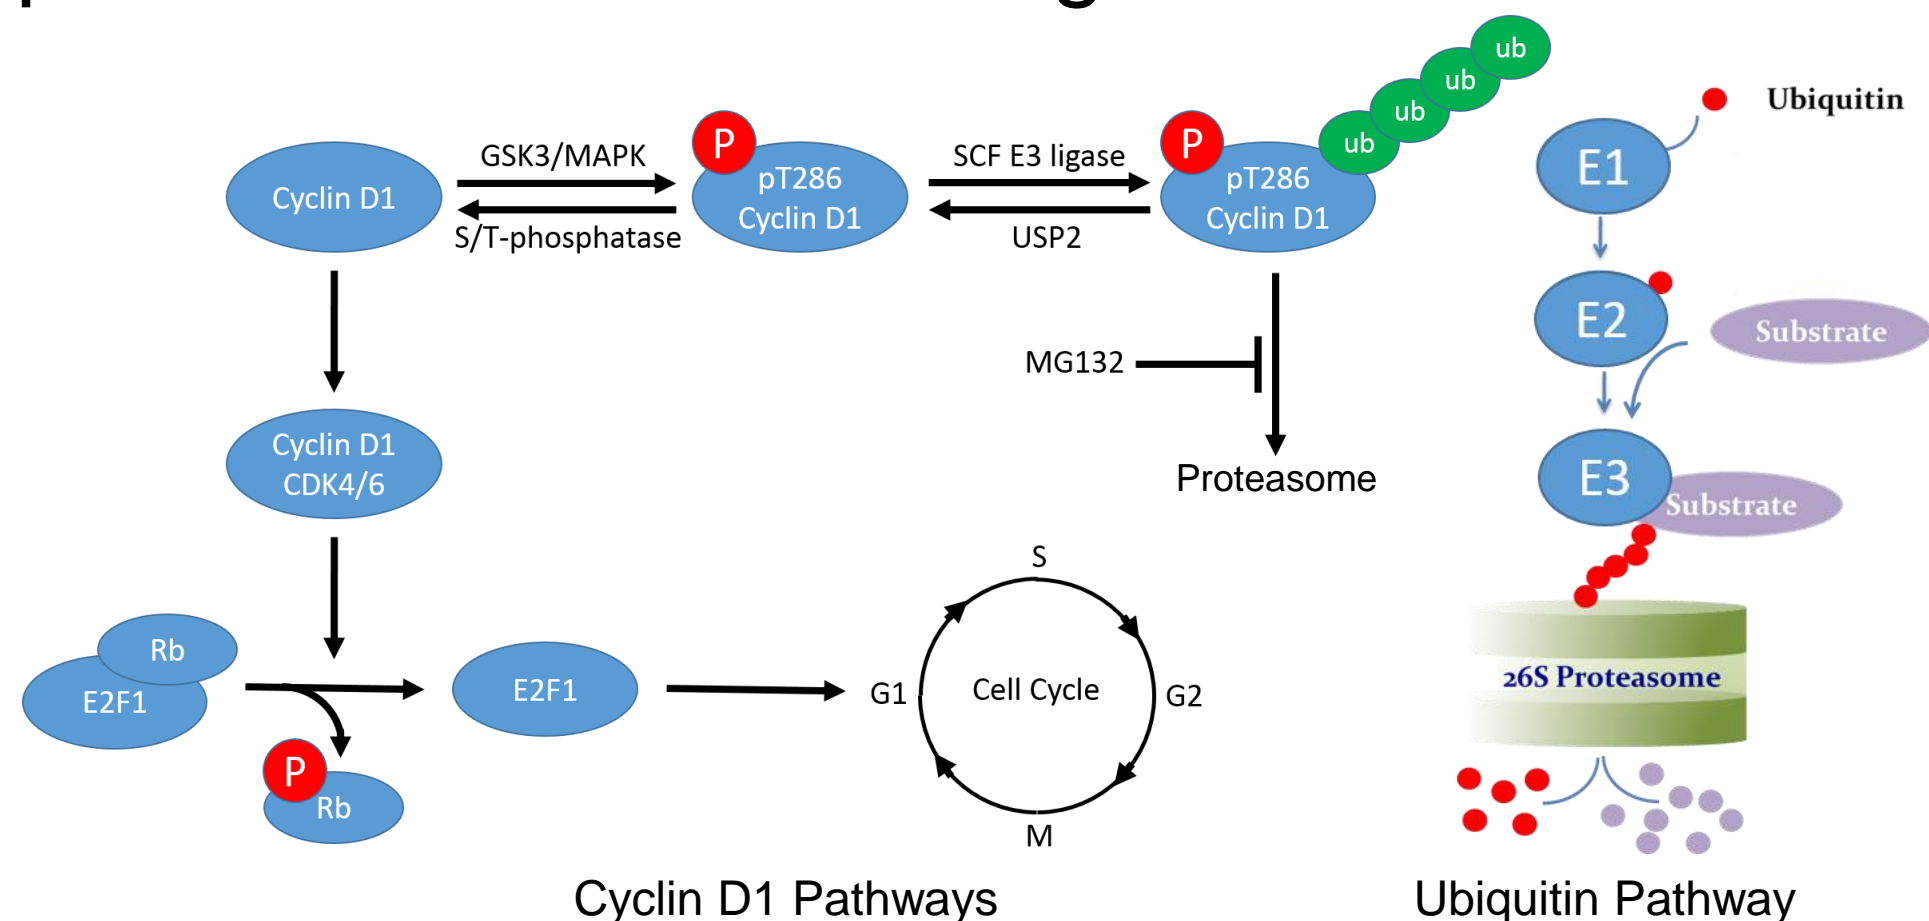 ub
ub
ub
ub
Ubiquitin
P
GSK3/MAPK
Cyclin D1
S/T-phosphatase
pT286
Cyclin D1
SCF E3 ligase
USP2
P
pT286
Cyclin D1
E1
E2
Substrate
MG132
Proteasome
Cyclin D1
CDK4/6
E3
Substrate
S
Rb
E2F1
E2F1
G1
Cell Cycle
G2
M
P
Rb
26S Proteasome
Cyclin D1 Pathways
Ubiquitin Pathway